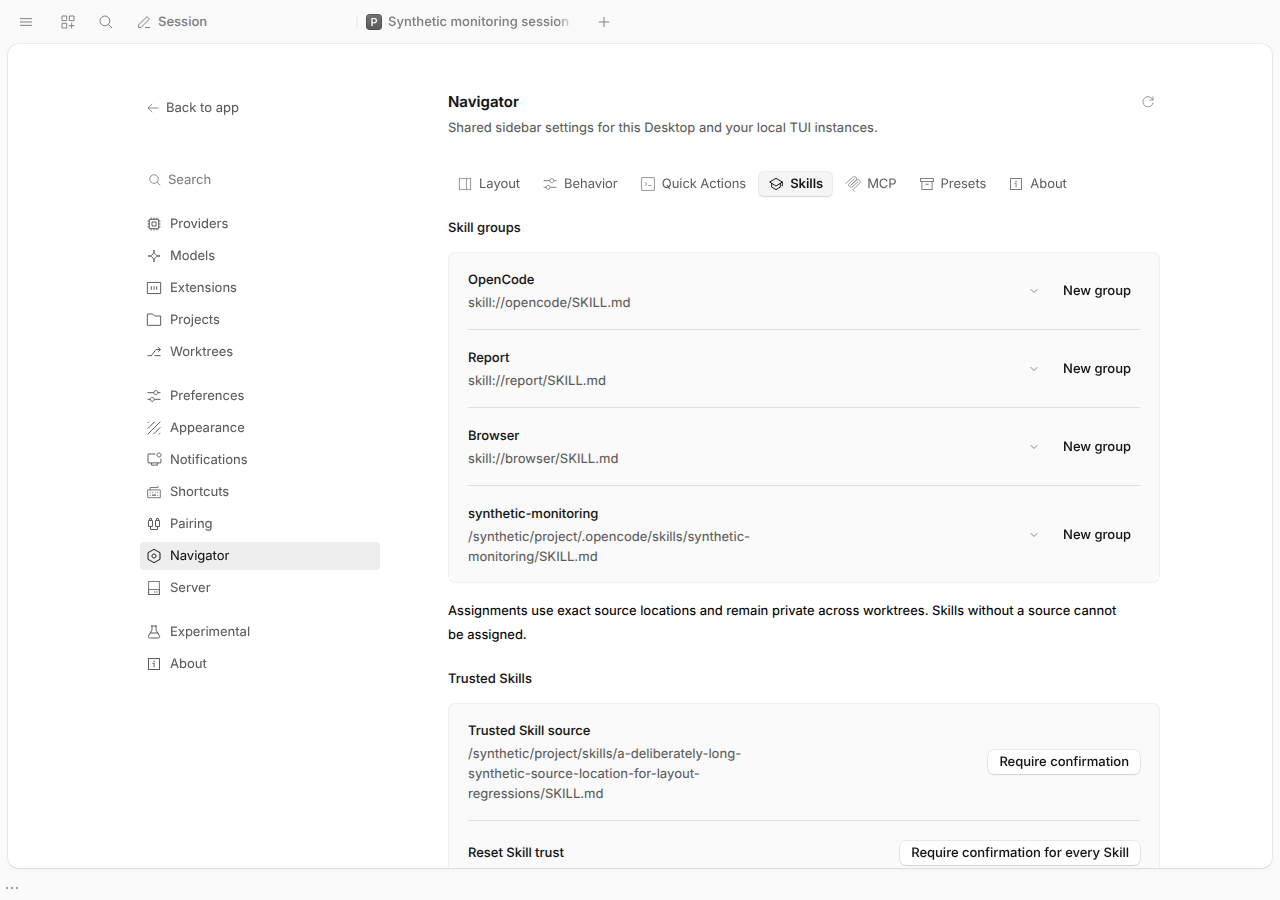 Session
P Synthetic monitoring session
Back to app
Search
Providers
Models
Extensions
Projects
Worktrees
Preferences
Appearance
Notifications
Shortcuts
Pairing
Navigator
Server
Experimental
About
Navigator
Shared sidebar settings for this Desktop and your local TUI instances.
Layout Behavior Quick Actions Skills MCP Presets About
Skill groups
OpenCode
skill://opencode/SKILL.md
New group
Report
skill://report/SKILL.md
New group
Browser
skill://browser/SKILL.md
New group
synthetic-monitoring
/synthetic/project/.opencode/skills/synthetic-
monitoring/SKILL.md
New group
Assignments use exact source locations and remain private across worktrees. Skills without a source cannot
be assigned.
Trusted Skills
Trusted Skill source
/synthetic/project/skills/a-deliberately-long-
synthetic-source-location-for-layout-
regressions/SKILL.md
Require confirmation
Reset Skill trust
Require confirmation for every Skill
...